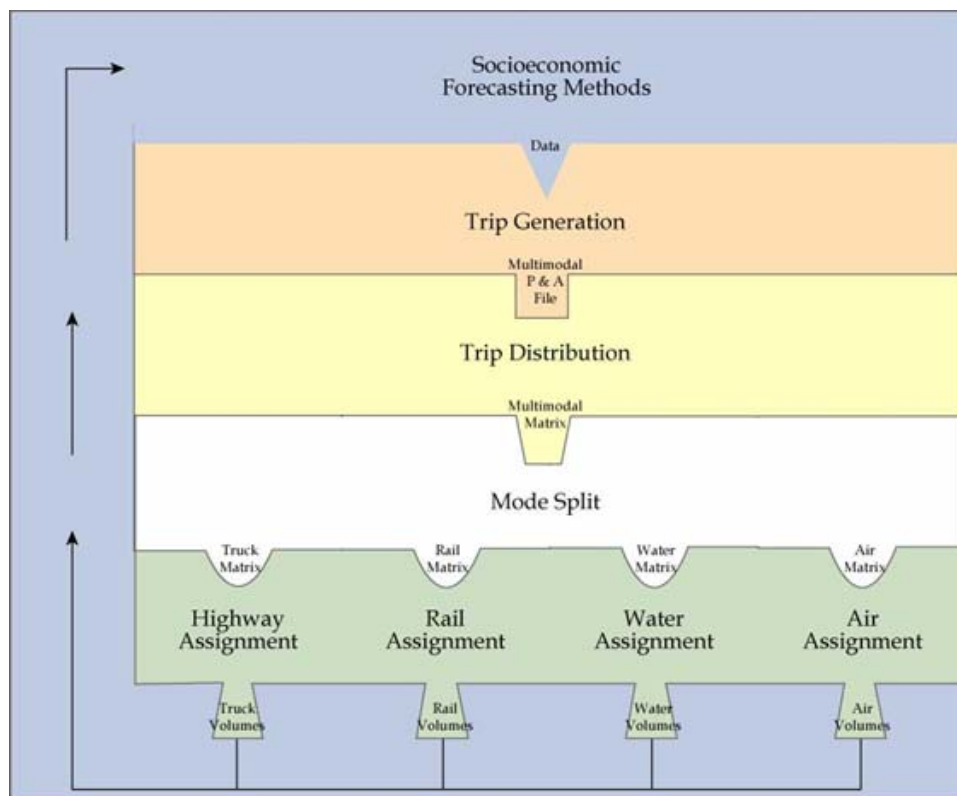 Socioeconomic
Forecasting Methods
Data
Trip Generation
Multimodal
P & A
File
Trip Distribution
Multimodal
Matrix
Mode Split
Truck
Matrix
Rail
Matrix
Water
Matrix
Air
Matrix
Highway
Assignment
Rail
Assignment
Water
Assignment
Air
Assignment
Truck
Volumes
Rail
Volumes
Water
Volumes
Air
Volumes